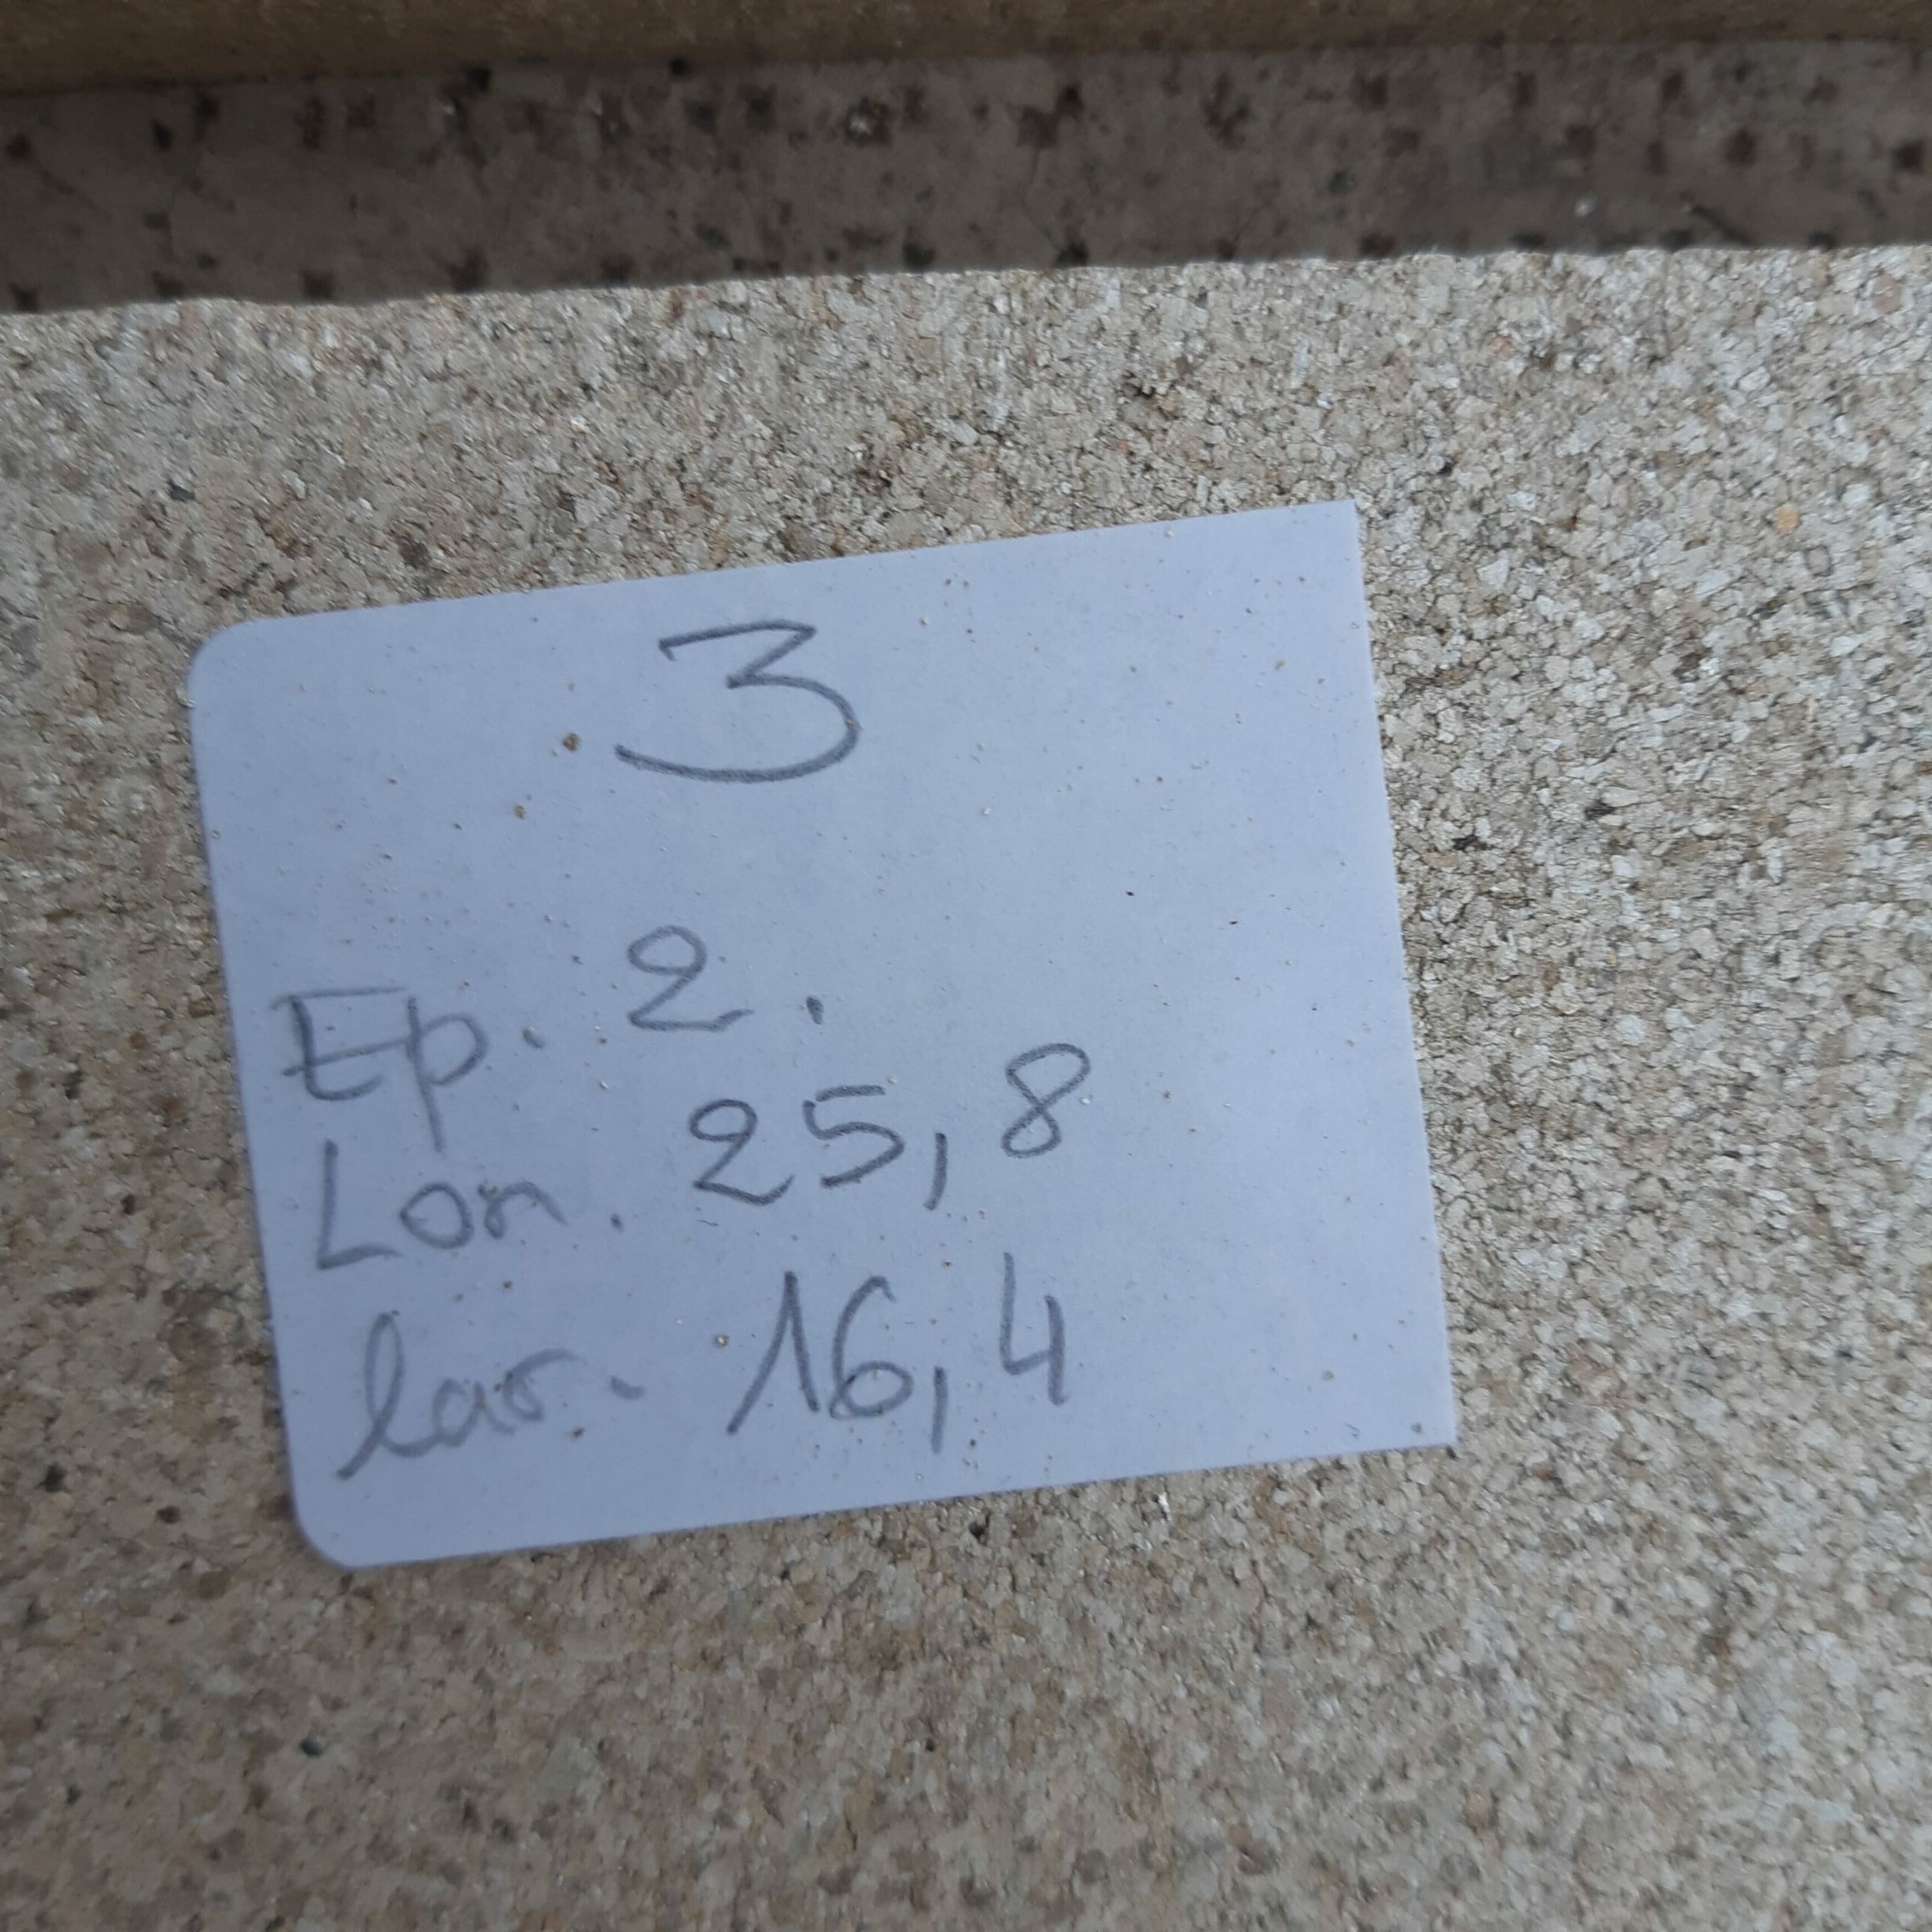 3
Ep. 2.
Lon. 25,8
lar. 16,4